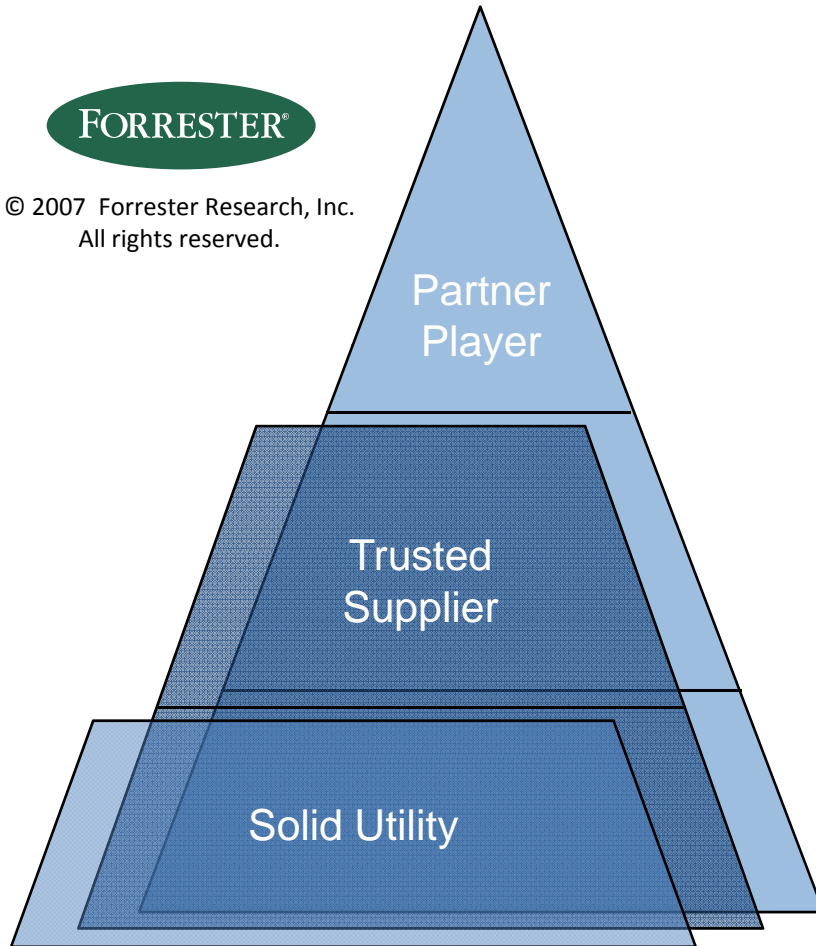 FORRESTER®
© 2007 Forrester Research, Inc.
All rights reserved.
Partner
Player
Trusted
Supplier
Solid Utility